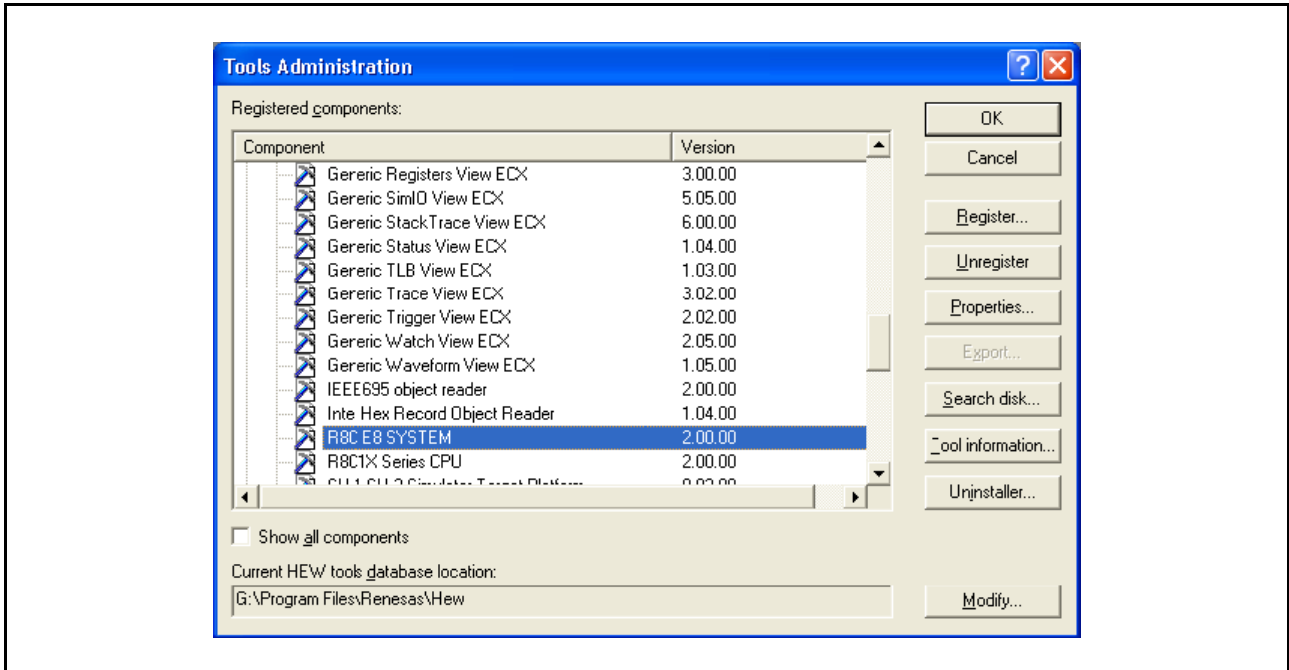 Tools Administration
Registered components:
Component Version
Gereric Registers View ECX 3.00.00
Gereric SimIO View ECX 5.05.00
Gereric StackTrace View ECX 6.00.00
Gereric Status View ECX 1.04.00
Gereric TLB View ECX 1.03.00
Gereric Trace View ECX 3.02.00
Gereric Trigger View ECX 2.02.00
Gereric Watch View ECX 2.05.00
Gereric Waveform View ECX 1.05.00
IEEE695 object reader 2.00.00
Inte Hex Record Object Reader 1.04.00
R8C E8 SYSTEM 2.00.00
R8C1X Series CPU 2.00.00
Simulator Target Platform
Show all components
Current HEW tools database location:
G:\Program Files\Renesas\Hew
OK
Cancel
Register...
Unregister
Properties...
Export...
Search disk...
Tool information...
Uninstaller...
Modify...